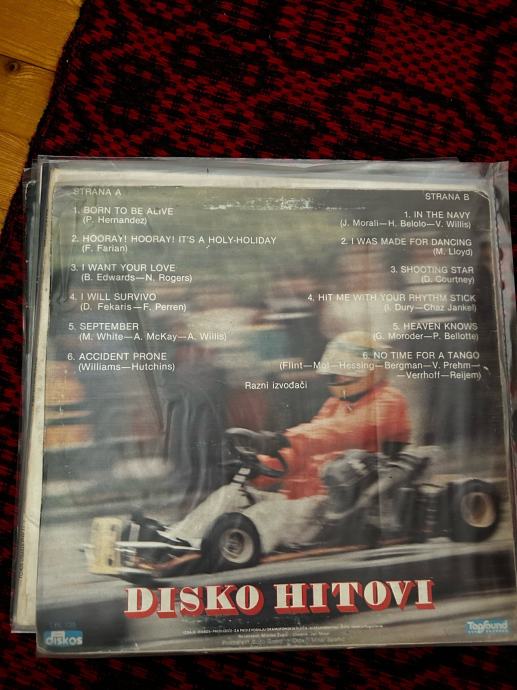 STRANA A
1. BORN TO BE ALIVE
(P. Hernandez)
2. HOORAY! HOORAY! IT'S A HOLY-HOLIDAY
(F. Farian)
3. I WANT YOUR LOVE
(B. Edwards—N. Rogers)
4. I WILL SURVIVO
(D. Fekaris—F. Perren)
5. SEPTEMBER
(M. White—A. McKay—A. Willis)
6. ACCIDENT PRONE
(Williams—Hutchins)
STRANA B
1. IN THE NAVY
(J. Morali—H. Belolo—V. Willis)
2. I WAS MADE FOR DANCING
(M. Lloyd)
3. SHOOTING STAR
(D. Courtney)
4. HIT ME WITH YOUR RHYTHM STICK
(I. Dury—Chaz Jankel)
5. HEAVEN KNOWS
(G. Moroder—P. Bellotte)
6. NO TIME FOR A TANGO
(Flint—Mol—Hessing—Bergman—V. Prehm—
—Verrhoff—Reijem)
Razni izvođači
DISKO HITOVI
diskos
TopSound